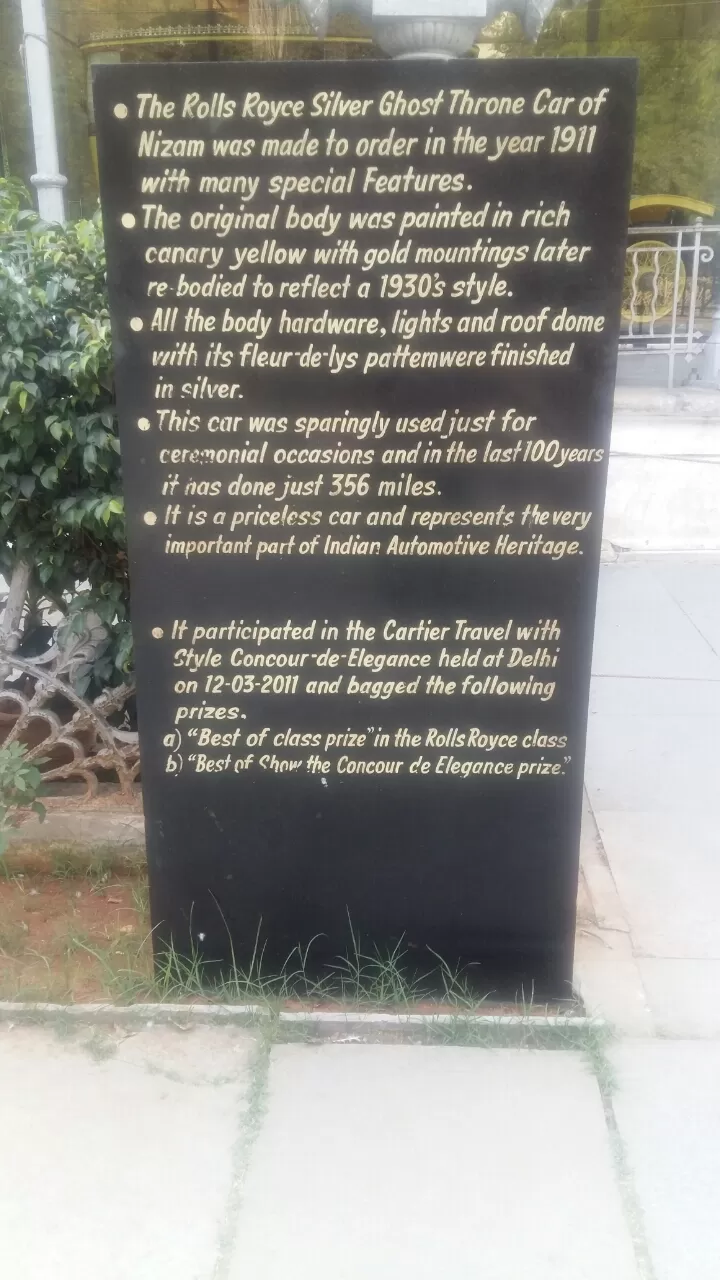 • The Rolls Royce Silver Ghost Throne Car of
Nizam was made to order in the year 1911
with many special Features.
• The original body was painted in rich
canary yellow with gold mountings later
re-bodied to reflect a 1930's style.
• All the body hardware, lights and roof dome
with its fleur-de-lys patternwere finished
in silver.
• This car was sparingly used just for
ceremonial occasions and in the last 100 years
it has done just 356 miles.
• It is a priceless car and represents the very
important part of Indian Automotive Heritage.
• It participated in the Cartier Travel with
Style Concour-de-Elegance held at Delhi
on 12-03-2011 and bagged the following
prizes.
a) "Best of class prize" in the Rolls Royce class
b) "Best of Show the Concour de Elegance prize."